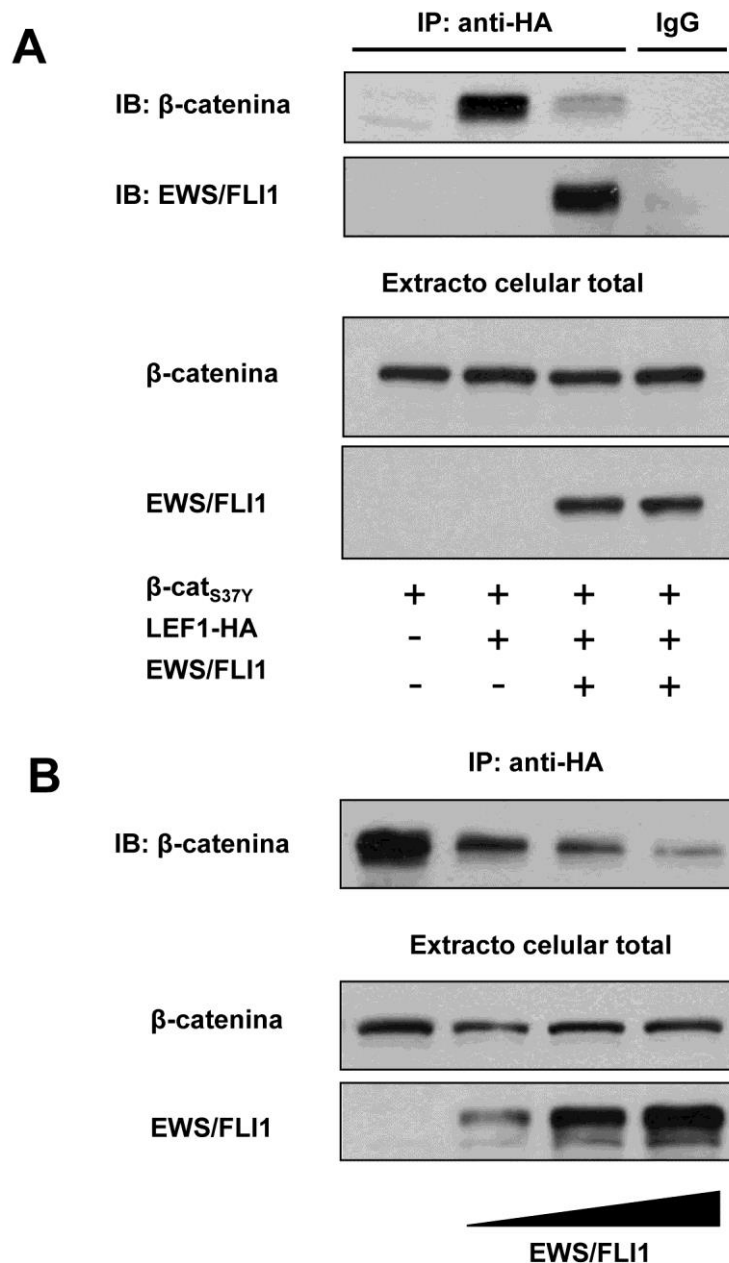 A
IP: anti-HA IgG
IB: β-catenina
IB: EWS/FLI1
Extracto celular total
β-catenina
EWS/FLI1
β-catS37Y + + + +
LEF1-HA - + + +
EWS/FLI1 - - + +
B
IP: anti-HA
IB: β-catenina
Extracto celular total
β-catenina
EWS/FLI1
EWS/FLI1